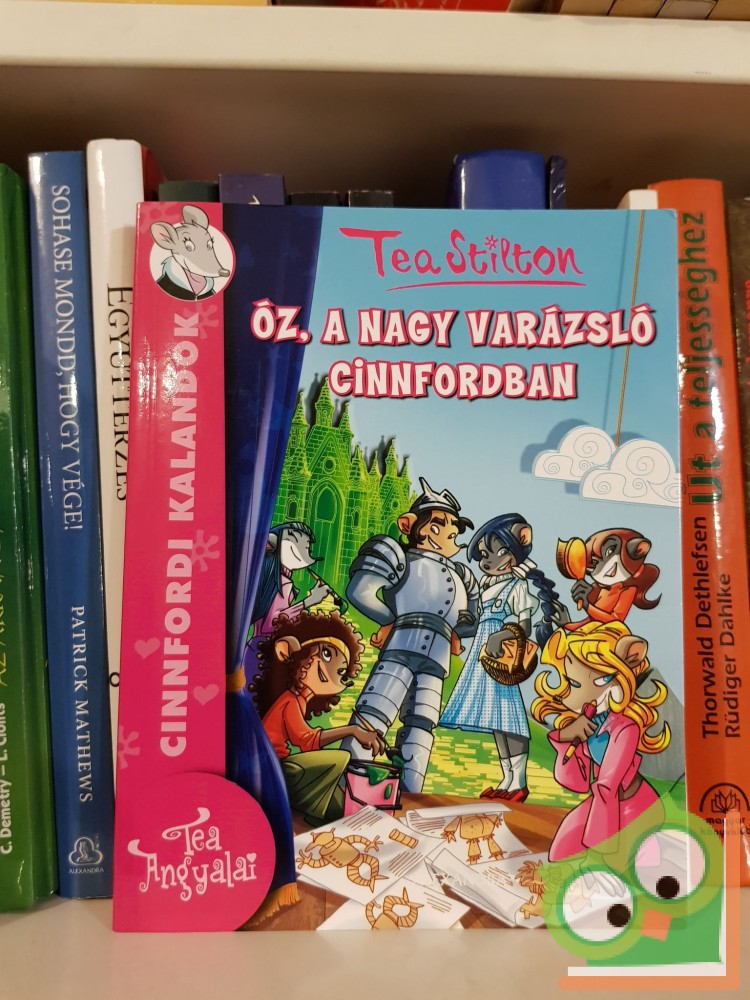 Tea Stilton
ÓZ, A NAGY VARÁZSLÓ
CINNFORDBAN
CINNFORDI KALANDOK
Tea
Angyalai
SOHASE MONDD, HOGY VÉGE!
PATRICK MATHEWS
ALEXANDRA
C. Demetry – L.
Thorwald Dethlefsen
Rüdiger Dahlke
Út a teljességhez
magyar